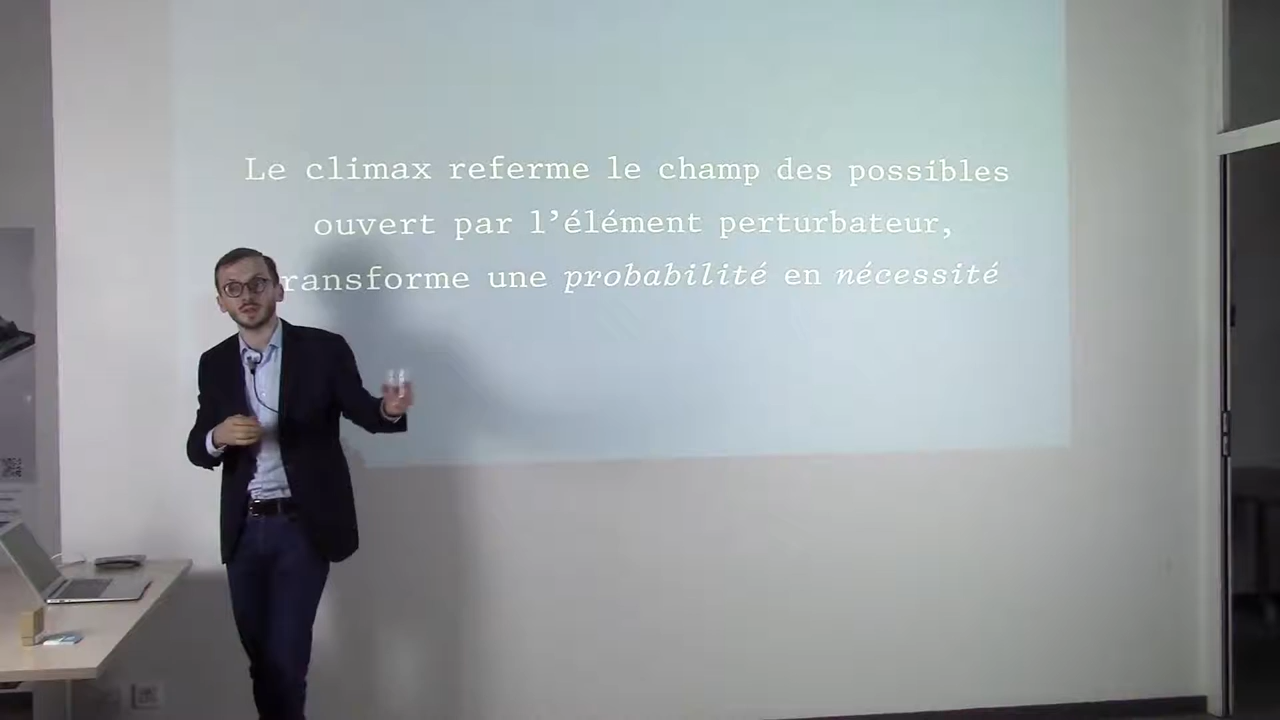 Le climax referme le champ des possibles
ouvert par l’élément perturbateur,
ransforme une probabilité en nécessité